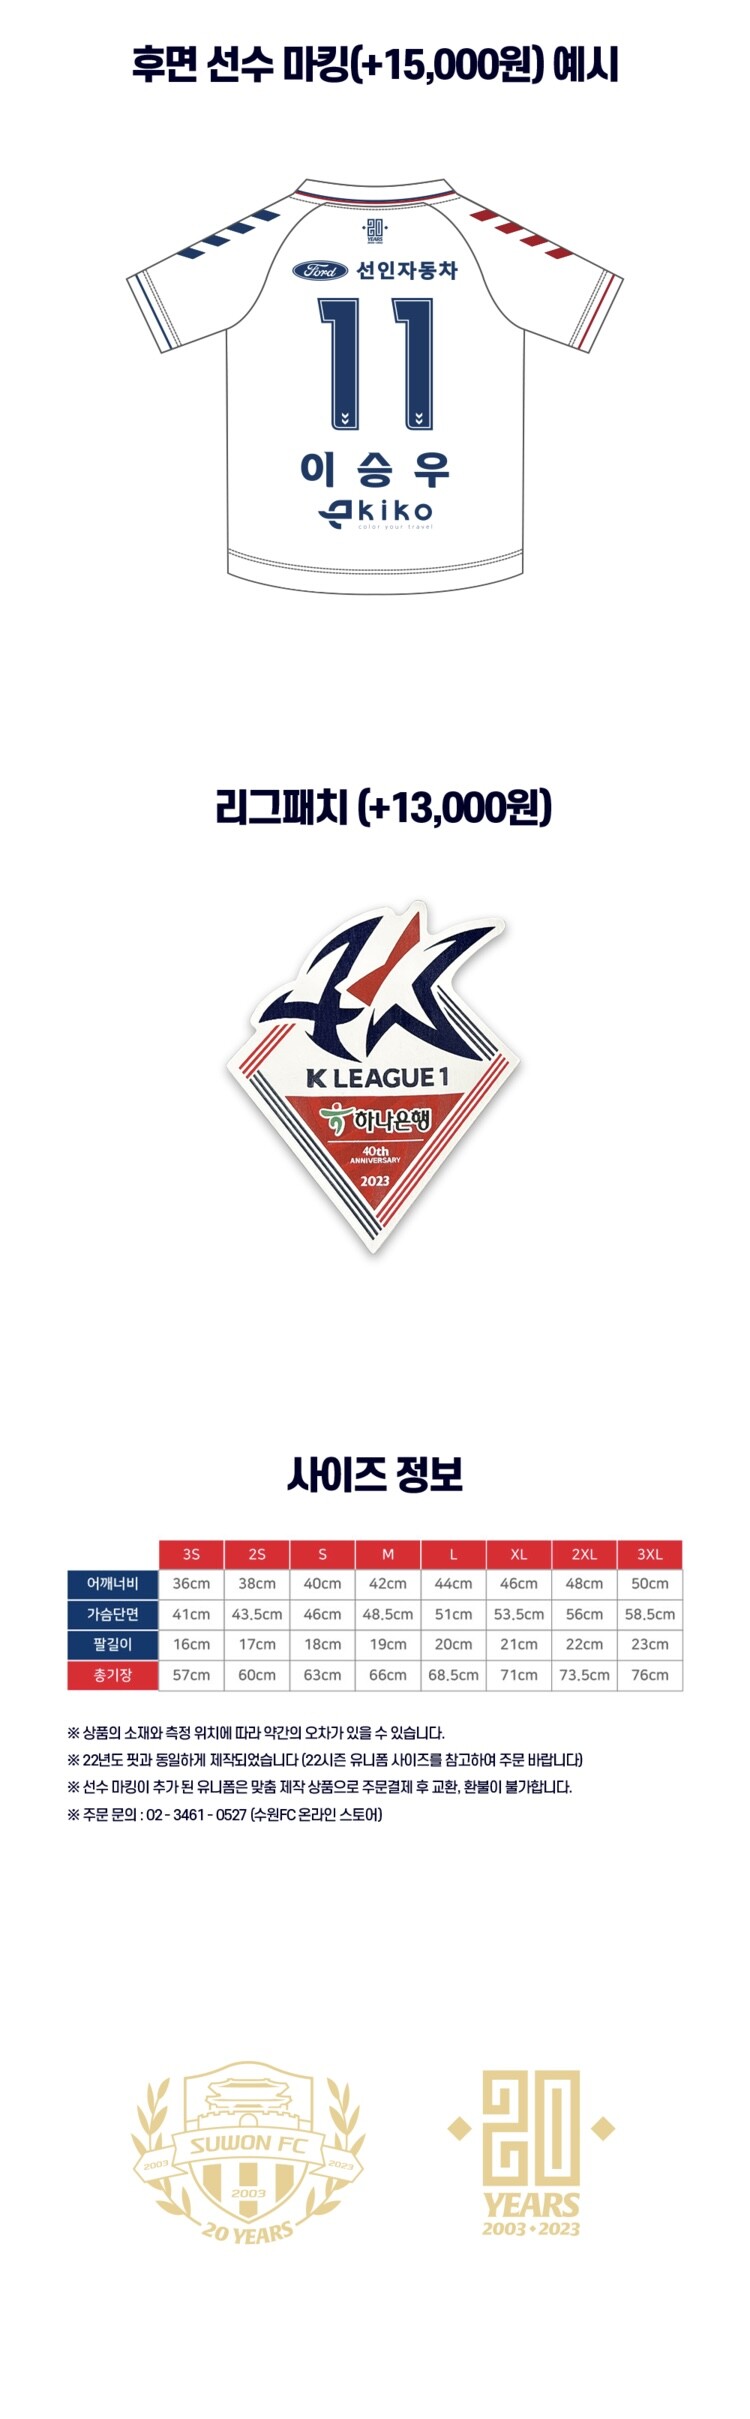 후면 선수 마킹(+15,000원) 예시
20
YEARS
Ford 선인자동차
11
이승우
akiko
color your travel
리그패치 (+13,000원)
4K
K LEAGUE 1
하나은행
40th
ANNIVERSARY
2023
사이즈 정보
3S 2S S M L XL 2XL 3XL
어깨너비 36cm 38cm 40cm 42cm 44cm 46cm 48cm 50cm
가슴단면 41cm 43.5cm 46cm 48.5cm 51cm 53.5cm 56cm 58.5cm
팔길이 16cm 17cm 18cm 19cm 20cm 21cm 22cm 23cm
총기장 57cm 60cm 63cm 66cm 68.5cm 71cm 73.5cm 76cm
※ 상품의 소재와 측정 위치에 따라 약간의 오차가 있을 수 있습니다.
※ 22년도 핏과 동일하게 제작되었습니다 (22시즌 유니폼 사이즈를 참고하여 주문 바랍니다)
※ 선수 마킹이 추가 된 유니폼은 맞춤 제작 상품으로 주문결제 후 교환, 환불이 불가합니다.
※ 주문 문의 : 02 - 3461 - 0527 (수원FC 온라인 스토어)
SUWON FC
2003 2023
2003
20 YEARS
20
YEARS
2003 2023